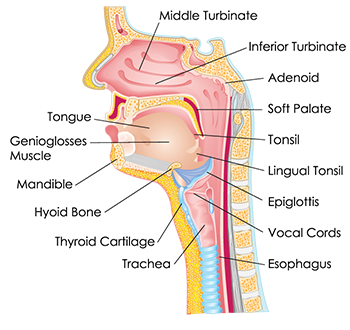 Middle Turbinate
Inferior Turbinate
Adenoid
Soft Palate
Tongue
Tonsil
Genioglosses
Muscle
Lingual Tonsil
Mandible
Epiglottis
Hyoid Bone
Vocal Cords
Thyroid Cartilage
Trachea
Esophagus